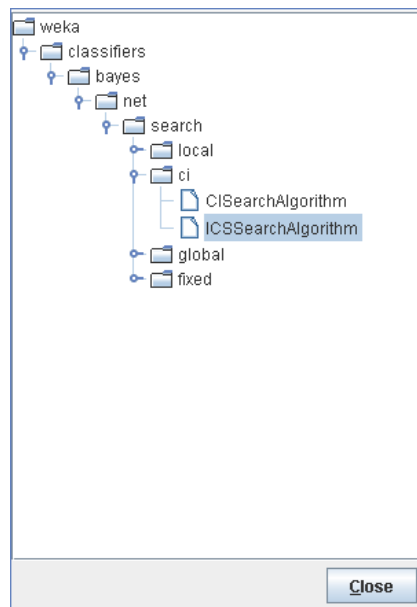 weka
classifiers
bayes
net
search
local
ci
CISearchAlgorithm
ICSSearchAlgorithm
global
fixed
Close